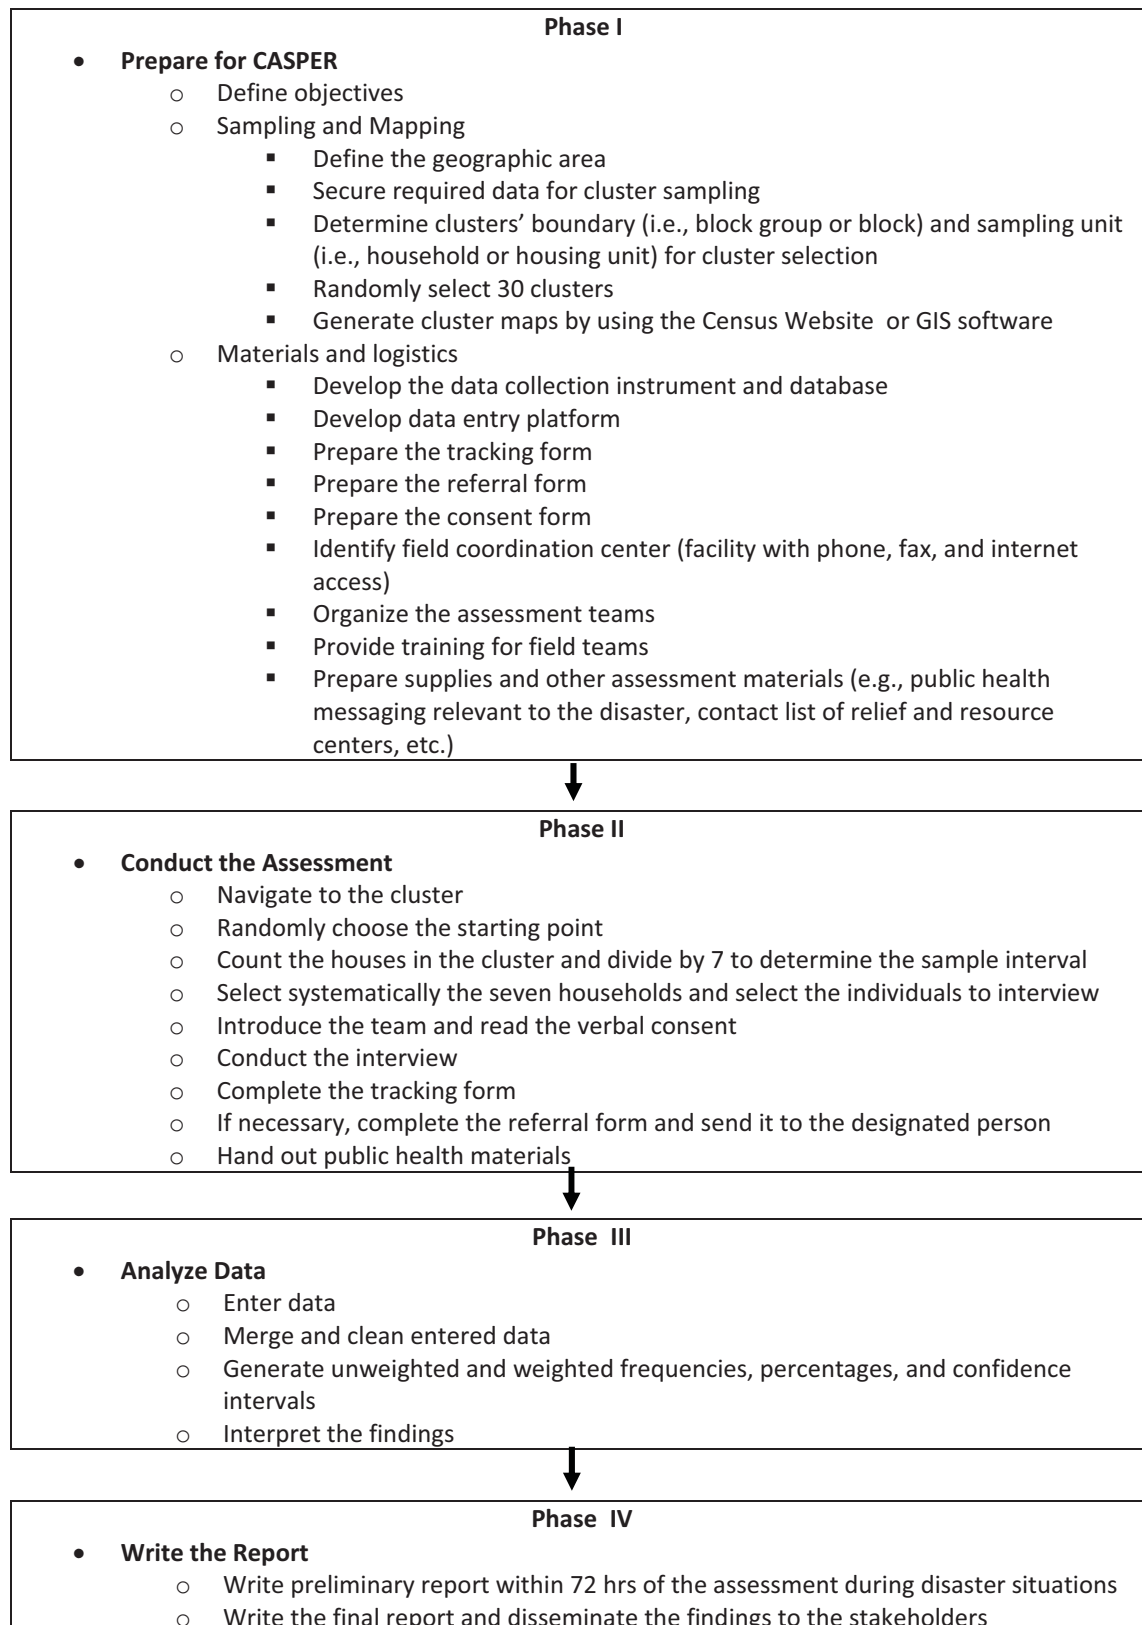 Phase I
• Prepare for CASPER
o Define objectives
o Sampling and Mapping
▪ Define the geographic area
▪ Secure required data for cluster sampling
▪ Determine clusters’ boundary (i.e., block group or block) and sampling unit
(i.e., household or housing unit) for cluster selection
▪ Randomly select 30 clusters
▪ Generate cluster maps by using the Census Website or GIS software
o Materials and logistics
▪ Develop the data collection instrument and database
▪ Develop data entry platform
▪ Prepare the tracking form
▪ Prepare the referral form
▪ Prepare the consent form
▪ Identify field coordination center (facility with phone, fax, and internet
access)
▪ Organize the assessment teams
▪ Provide training for field teams
▪ Prepare supplies and other assessment materials (e.g., public health
messaging relevant to the disaster, contact list of relief and resource
centers, etc.)
Phase II
• Conduct the Assessment
o Navigate to the cluster
o Randomly choose the starting point
o Count the houses in the cluster and divide by 7 to determine the sample interval
o Select systematically the seven households and select the individuals to interview
o Introduce the team and read the verbal consent
o Conduct the interview
o Complete the tracking form
o If necessary, complete the referral form and send it to the designated person
o Hand out public health materials
Phase III
• Analyze Data
o Enter data
o Merge and clean entered data
o Generate unweighted and weighted frequencies, percentages, and confidence
intervals
o Interpret the findings
Phase IV
• Write the Report
o Write preliminary report within 72 hrs of the assessment during disaster situations
o Write the final report and disseminate the findings to the stakeholders